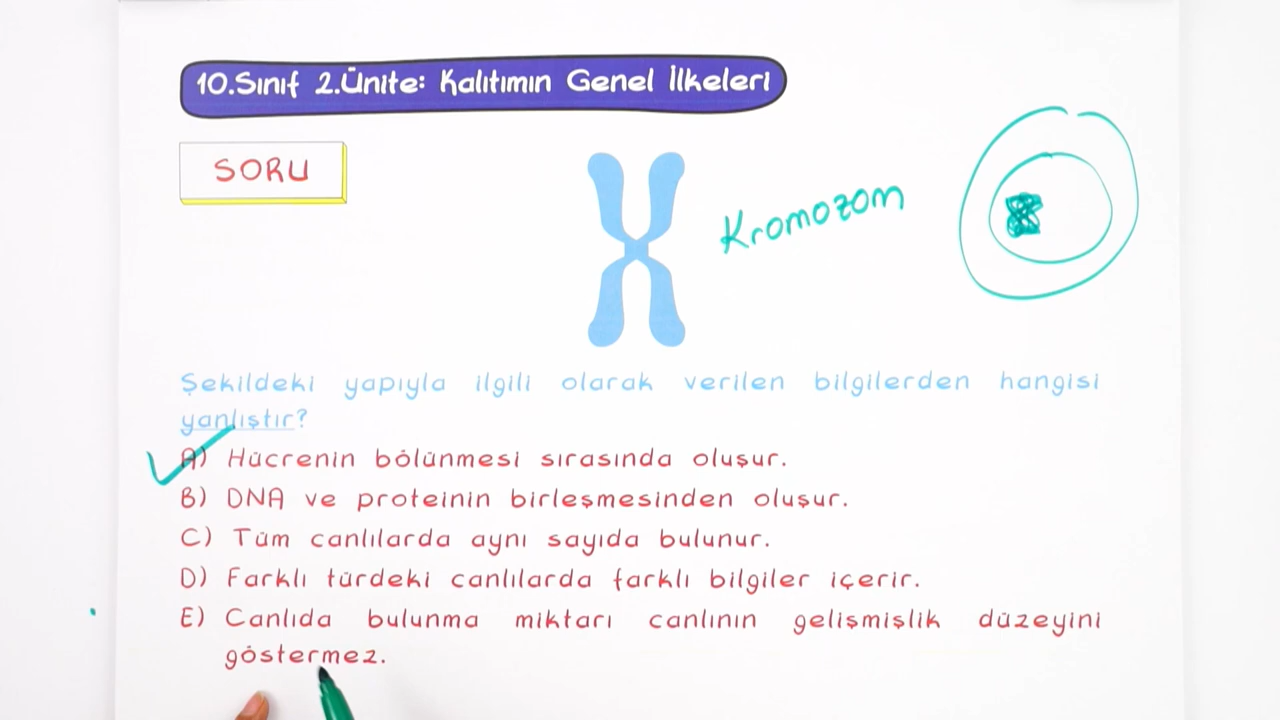 10.Sınıf 2.Ünite: Kalıtımın Genel İlkeleri
SORU
Kromozom
Şekildeki yapıyla ilgili olarak verilen bilgilerden hangisi
yanlıştır?
A) Hücrenin bölünmesi sırasında oluşur.
B) DNA ve proteinin birleşmesinden oluşur.
C) Tüm canlılarda aynı sayıda bulunur.
D) Farklı türdeki canlılarda farklı bilgiler içerir.
E) Canlıda bulunma miktarı canlının gelişmişlik düzeyini
göstermez.